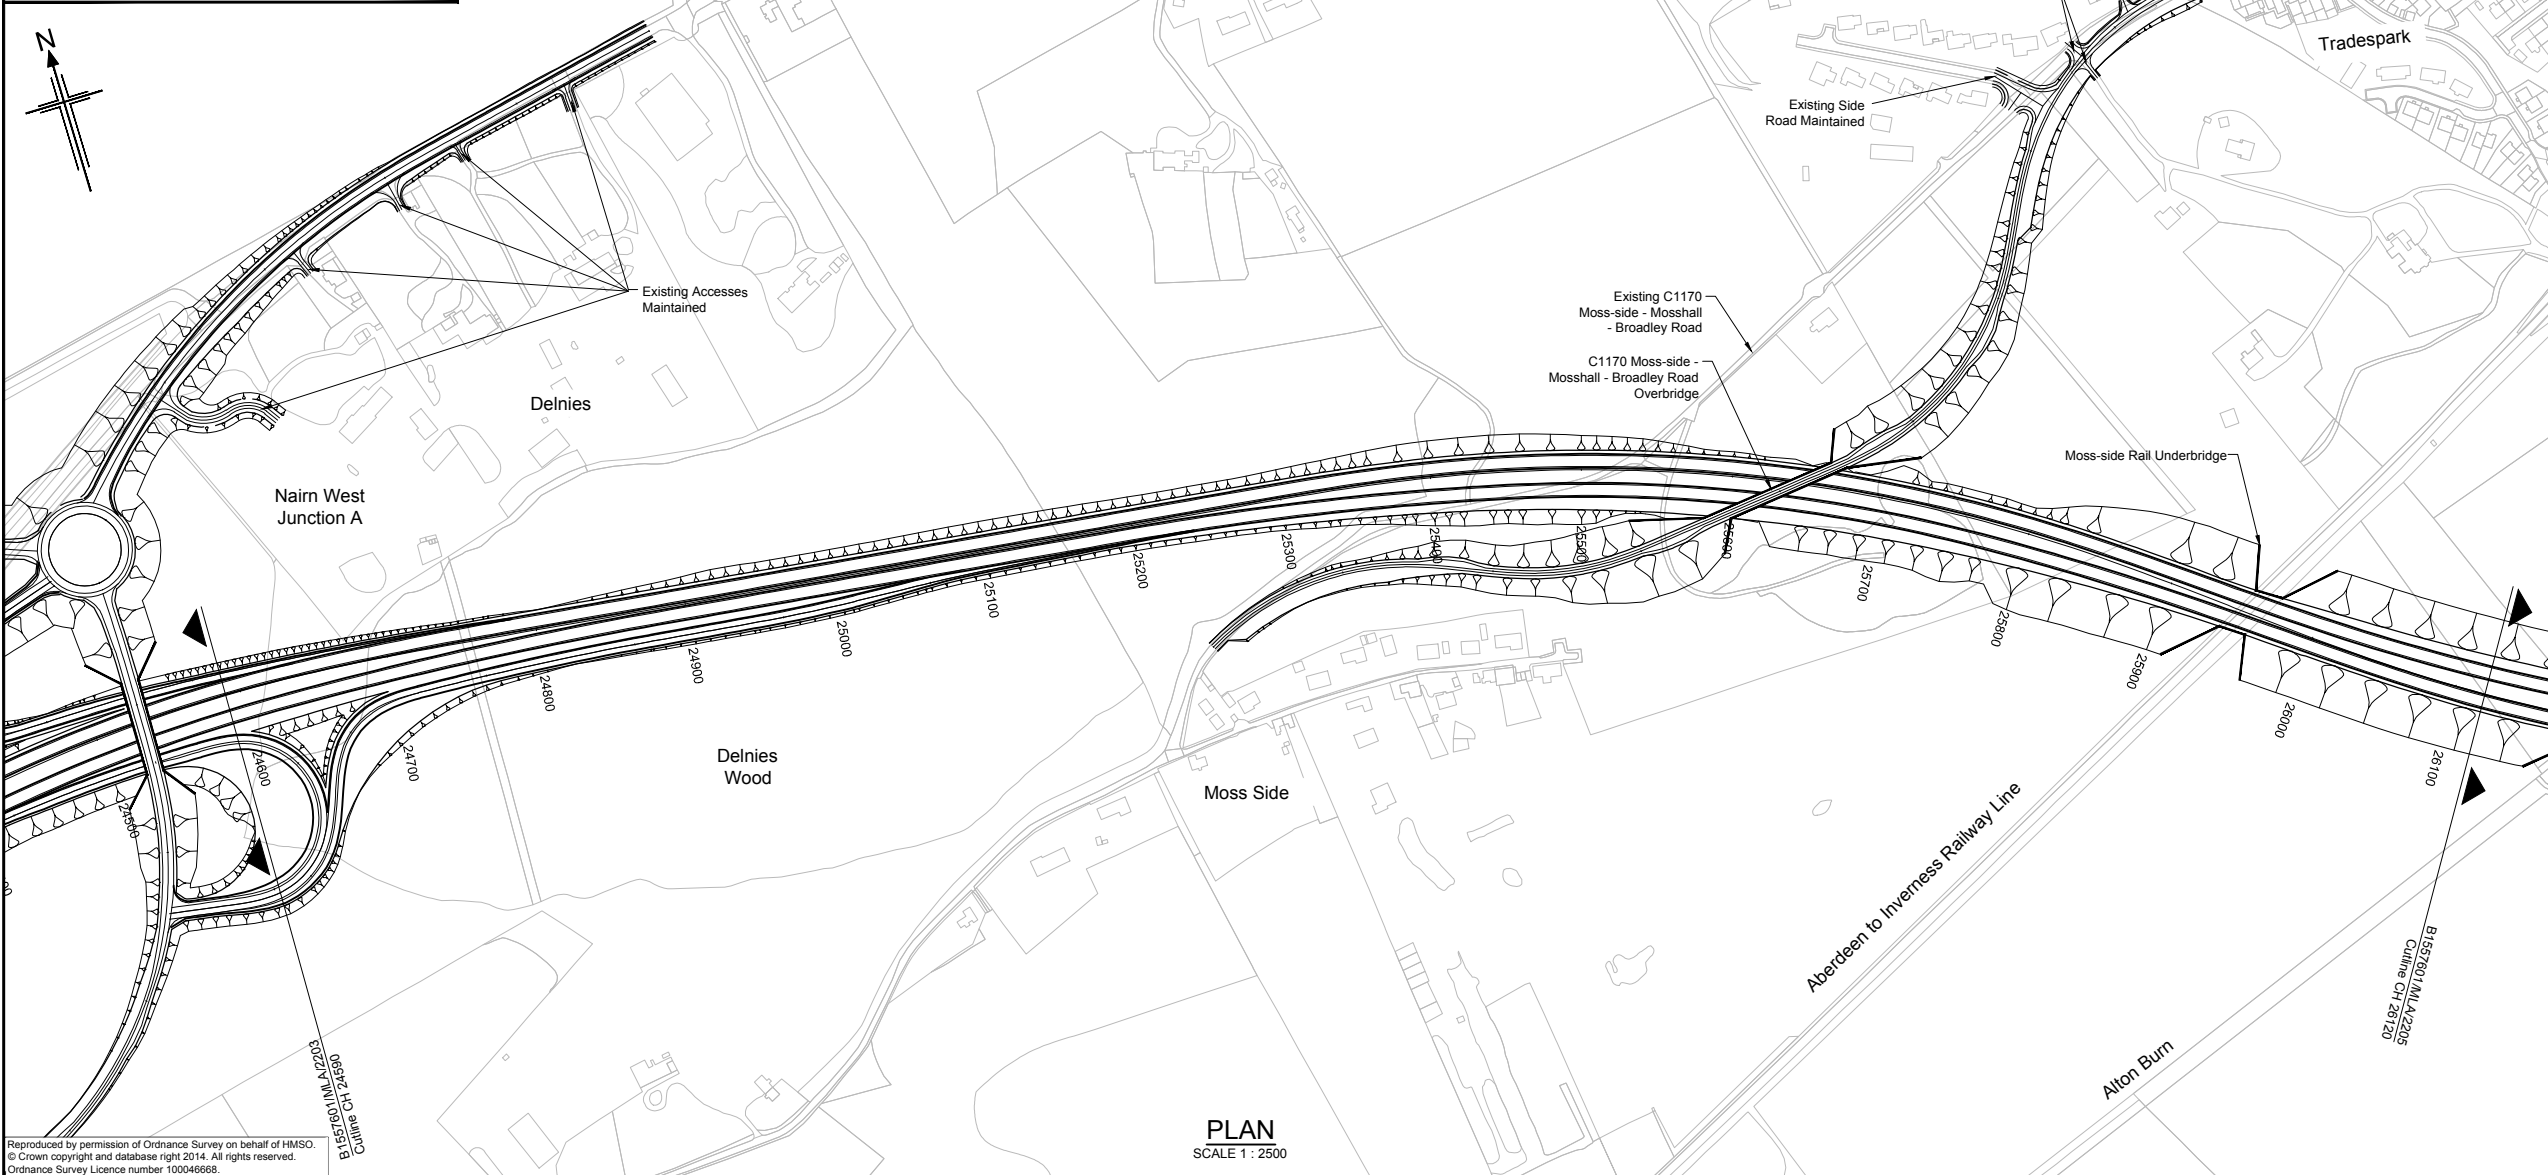 N
Tradespark
Existing Side
Road Maintained
Existing Accesses
Maintained
Existing C1170
Moss-side - Mosshall
- Broadley Road
C1170 Moss-side -
Mosshall - Broadley Road
Overbridge
Delnies
Moss-side Rail Underbridge
Nairn West
Junction A
24500
24600
24700
24800
24900
25000
25100
25200
25300
25400
25500
25600
25700
25800
25900
26000
26100
Delnies
Wood
Moss Side
Aberdeen to Inverness Railway Line
Alton Burn
B1557601/MLA/2203
Cutline CH 24590
B1557601/MLA/2205
Cutline CH 26120
PLAN
SCALE 1 : 2500
Reproduced by permission of Ordnance Survey on behalf of HMSO.
© Crown copyright and database right 2014. All rights reserved.
Ordnance Survey Licence number 100046668.